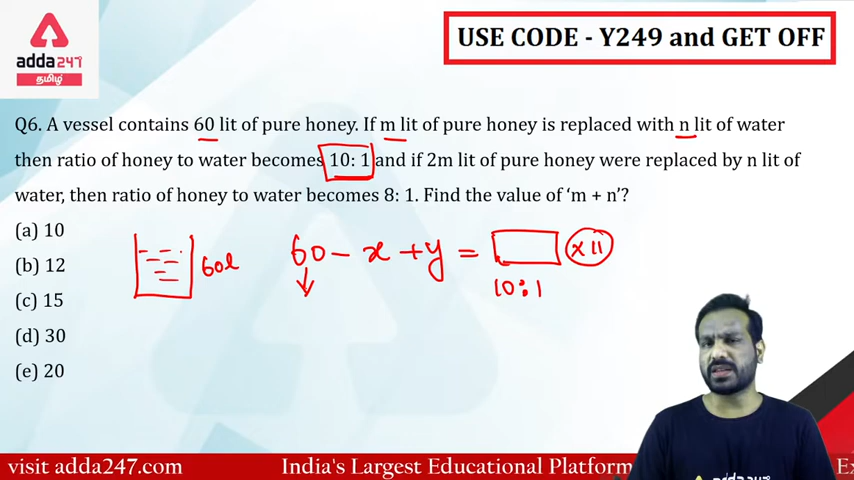 adda247
தமிழ்
USE CODE - Y249 and GET OFF
Q6. A vessel contains 60 lit of pure honey. If m lit of pure honey is replaced with n lit of water
then ratio of honey to water becomes 10: 1 and if 2m lit of pure honey were replaced by n lit of
water, then ratio of honey to water becomes 8: 1. Find the value of ‘m + n’?
(a) 10
(b) 12
(c) 15
(d) 30
(e) 20
60l
60 - x + y =
x 11
10:1
visit adda247.com
India's Largest Educational Platform
adda247